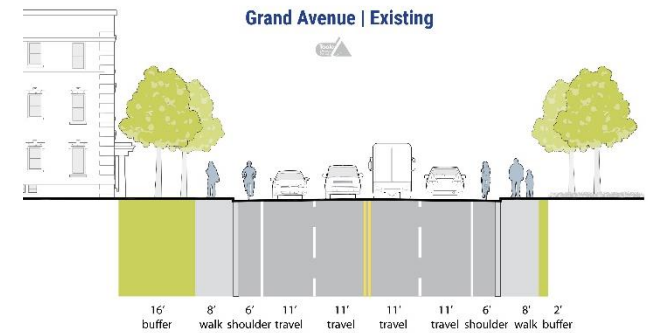 Grand Avenue | Existing
Toole
16’ 8’ 6’ 11’ 11’ 11’ 11’ 6’ 8’ 2’
buffer walk shoulder travel travel travel travel shoulder walk buffer